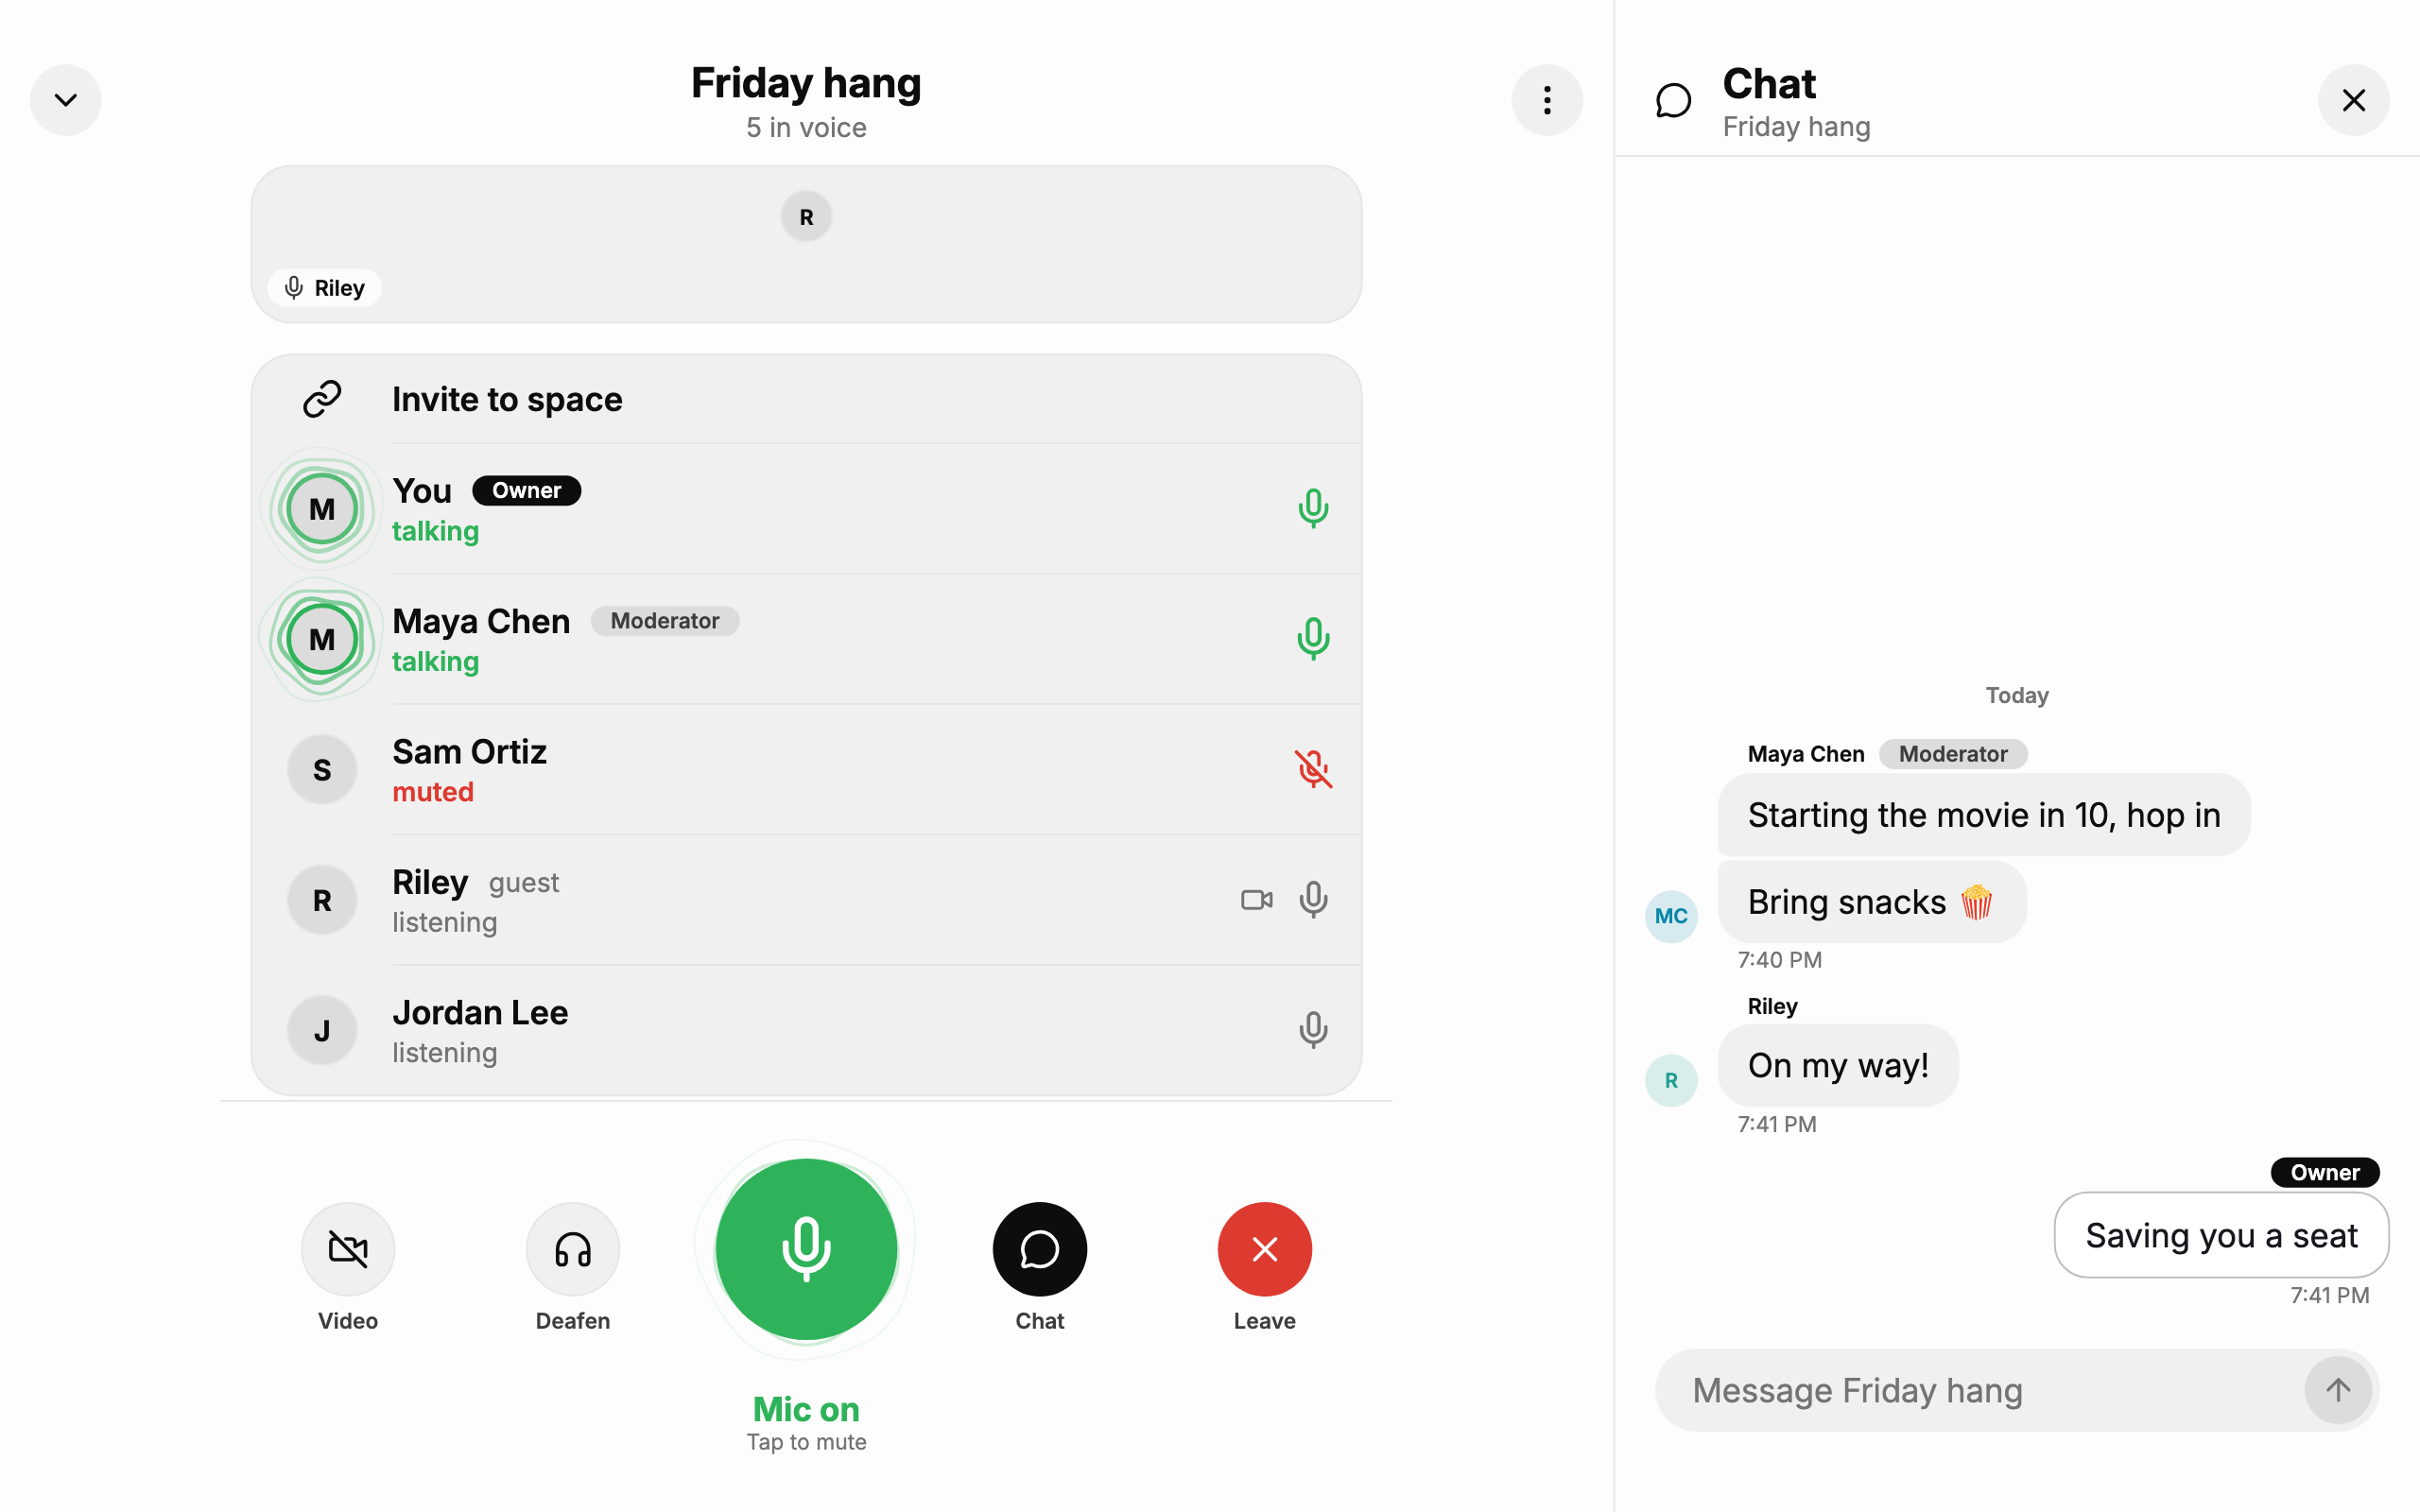 Friday hang
5 in voice
R
Riley
Invite to space
M
You Owner
talking
M
Maya Chen Moderator
talking
S
Sam Ortiz
muted
R
Riley guest
listening
J
Jordan Lee
listening
Video
Deafen
Chat
Leave
Mic on
Tap to mute
Chat
Friday hang
Today
Maya Chen Moderator
Starting the movie in 10, hop in
Bring snacks 🍿
MC
7:40 PM
Riley
On my way!
R
7:41 PM
Owner
Saving you a seat
7:41 PM
Message Friday hang